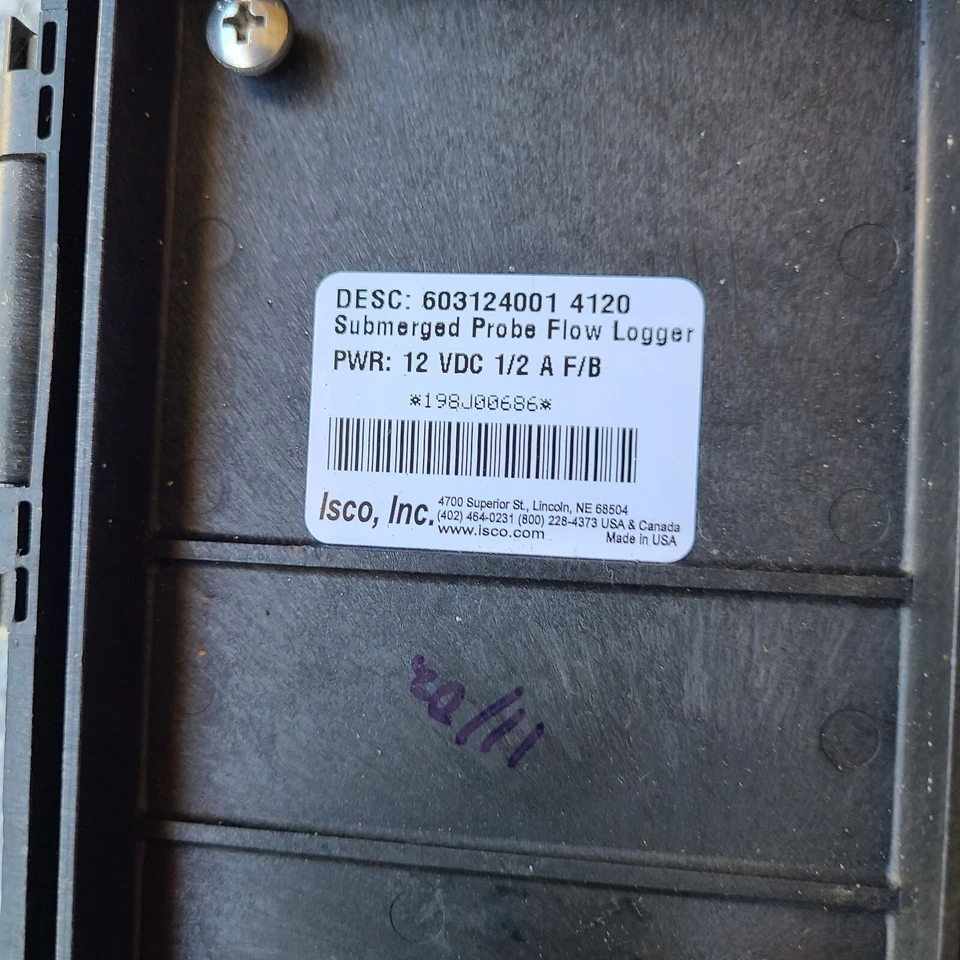 DESC: 603124001 4120
Submerged Probe Flow Logger
PWR: 12 VDC 1/2 A F/B
*198J00686*
Isco, Inc.
4700 Superior St., Lincoln, NE 68504
(402) 464-0231 (800) 228-4373 USA & Canada
www.isco.com
Made in USA